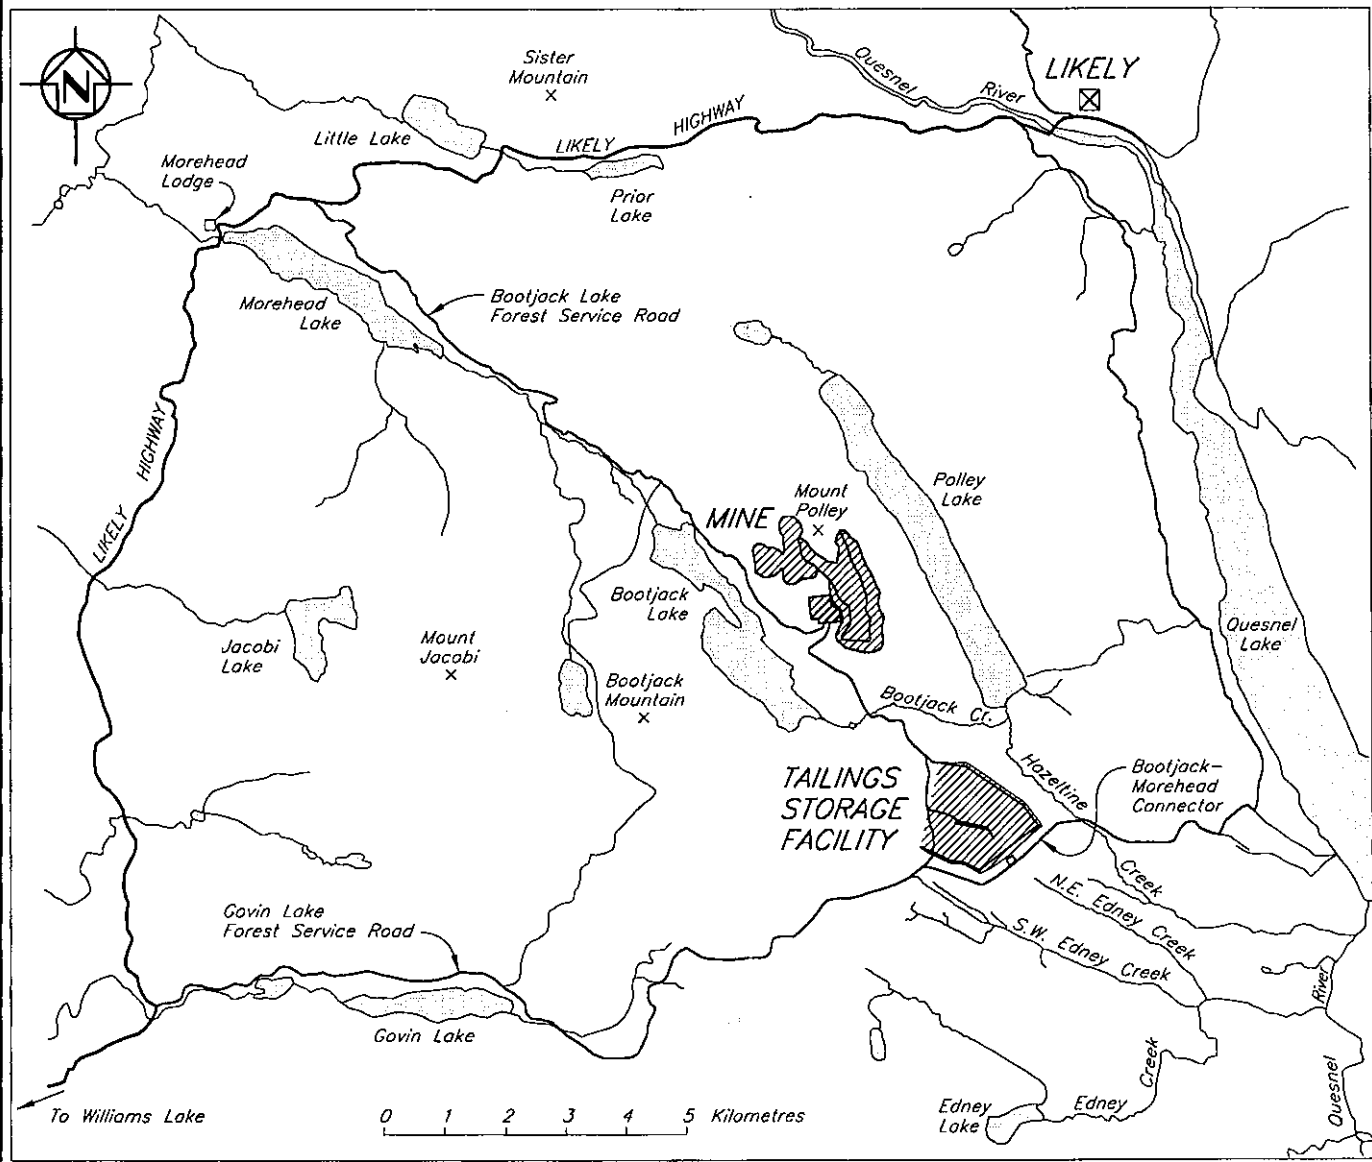 N
Sister
Mountain
Quesnel
River
LIKELY
Little Lake
LIKELY
HIGHWAY
Morehead
Lodge
Prior
Lake
Morehead
Lake
Bootjack Lake
Forest Service Road
LIKELY
HIGHWAY
Polley
Lake
Mount
Polley
MINE
Bootjack
Lake
Jacobi
Lake
Mount
Jacobi
Bootjack
Mountain
Quesnel
Lake
Bootjack Cr.
Hazeltine
Creek
TAILINGS
STORAGE
FACILITY
Bootjack-
Morehead
Connector
N.E. Edney Creek
S.W. Edney Creek
Govin Lake
Forest Service Road
Govin Lake
River
Quesnel
Edney
Creek
Edney
Lake
To Williams Lake
0 1 2 3 4 5 Kilometres